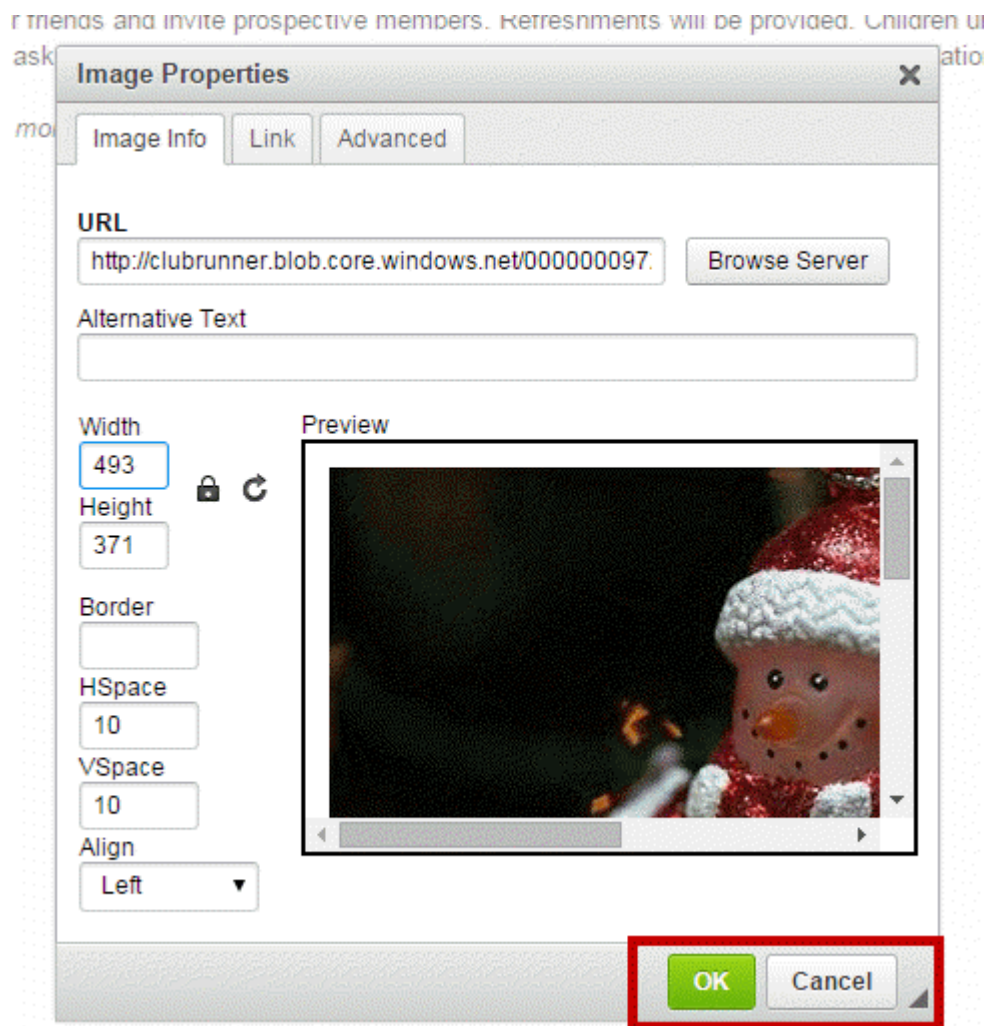 r friends and invite prospective members. Refreshments will be provided. Children
ask
Image Properties
mo
Image Info Link Advanced
URL
http://clubrunner.blob.core.windows.net/000000097
Browse Server
Alternative Text
Width
Preview
493
Height
371
Border
HSpace
10
VSpace
10
Align
Left
OK Cancel